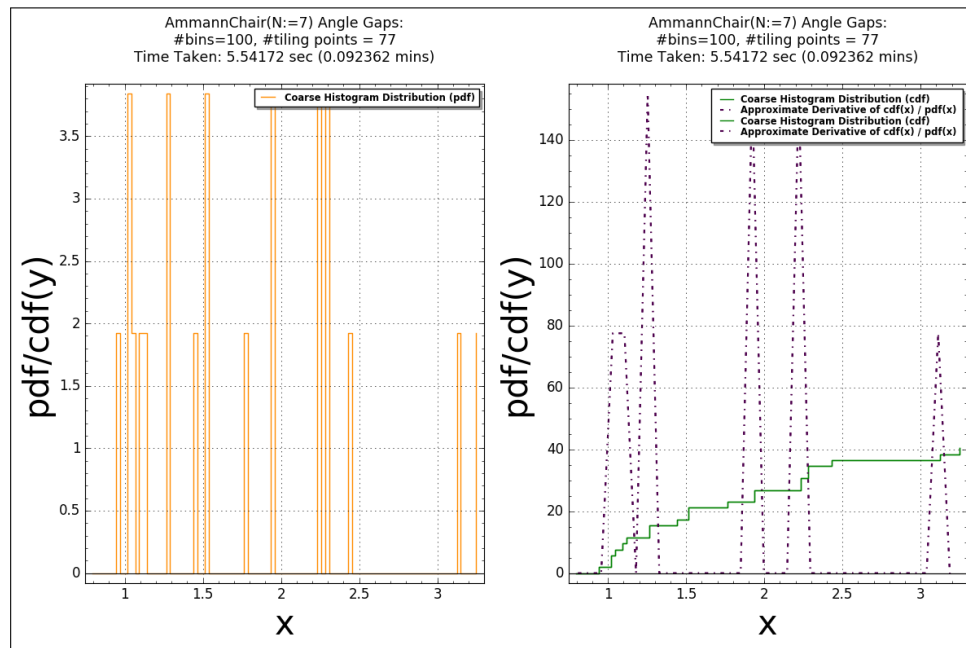 AmmannChair(N:=7) Angle Gaps:
#bins=100, #tiling points = 77
Time Taken: 5.54172 sec (0.092362 mins)
Coarse Histogram Distribution (pdf)
pdf/cdf(y)
3.5
3
2.5
2
1.5
1
0.5
0
1
1.5
2
2.5
3
x
AmmannChair(N:=7) Angle Gaps:
#bins=100, #tiling points = 77
Time Taken: 5.54172 sec (0.092362 mins)
Coarse Histogram Distribution (cdf)
Approximate Derivative of cdf(x) / pdf(x)
Coarse Histogram Distribution (cdf)
Approximate Derivative of cdf(x) / pdf(x)
pdf/cdf(y)
140
120
100
80
60
40
20
0
1
1.5
2
2.5
3
x